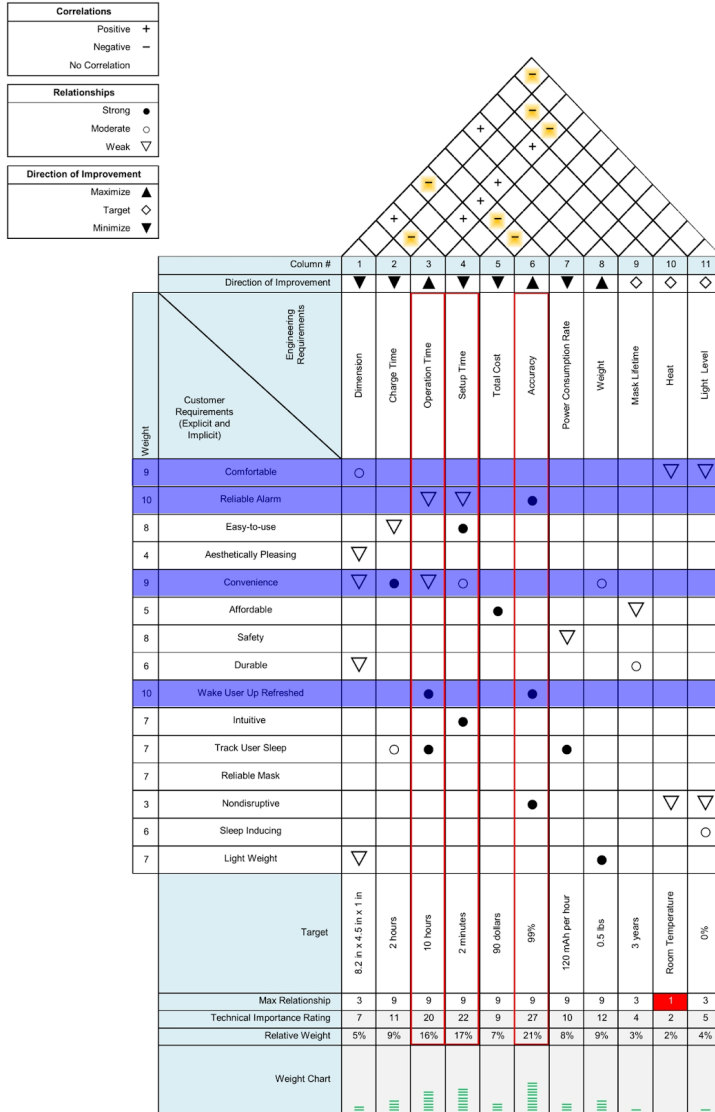 Correlations
Positive +
Negative −
No Correlation
Relationships
Strong ●
Moderate ○
Weak ▽
Direction of Improvement
Maximize ▲
Target ◇
Minimize ▼
− 
− 
+ −
+
− +
+
+ + −
− −
Column # 1 2 3 4 5 6 7 8 9 10 11
Direction of Improvement ▼ ▼ ▲ ▼ ▼ ▲ ▼ ▲ ◇ ◇ ◇
Weight
Customer
Requirements
(Explicit and
Implicit)
Engineering
Requirements
Dimension
Charge Time
Operation Time
Setup Time
Total Cost
Accuracy
Power Consumption Rate
Weight
Mask Lifetime
Heat
Light Level
9 Comfortable ○ ▽ ▽
10 Reliable Alarm ▽ ▽ ●
8 Easy-to-use ▽ ●
4 Aesthetically Pleasing ▽
9 Convenience ▽ ● ▽ ○ ○
5 Affordable ● ▽
8 Safety ▽
6 Durable ▽ ○
10 Wake User Up Refreshed ● ●
7 Intuitive ●
7 Track User Sleep ○ ● ●
7 Reliable Mask
3 Nondisruptive ● ▽ ▽
6 Sleep Inducing ○
7 Light Weight ▽ ●
Target
8.2 in x 4.5 in x 1 in
2 hours
10 hours
2 minutes
90 dollars
99%
120 mAh per hour
0.5 lbs
3 years
Room Temperature
0%
Max Relationship 3 9 9 9 9 9 9 9 3 1 3
Technical Importance Rating 7 11 20 22 9 27 10 12 4 2 5
Relative Weight 5% 9% 16% 17% 7% 21% 8% 9% 3% 2% 4%
Weight Chart